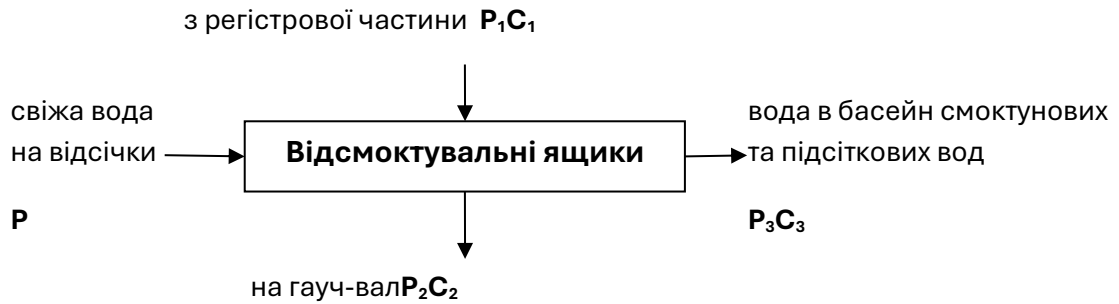 з регістрової частини P₁C₁
свіжа вода
на відсічки
Відсмоктувальні ящики
вода в басейн смоктунових
та підсіткових вод
P
P₃C₃
на гауч-валP₂C₂